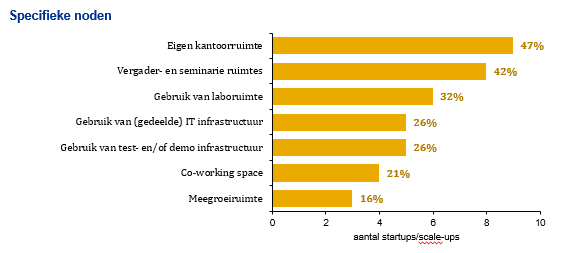 Specifieke noden
Eigen kantoorruimte 47%
Vergader- en seminarie ruimtes 42%
Gebruik van laboruimte 32%
Gebruik van (gedeelde) IT infrastructuur 26%
Gebruik van test- en/of demo infrastructuur 26%
Co-working space 21%
Meegroeiruimte 16%
0 2 4 6 8 10
aantal startups/scale-ups